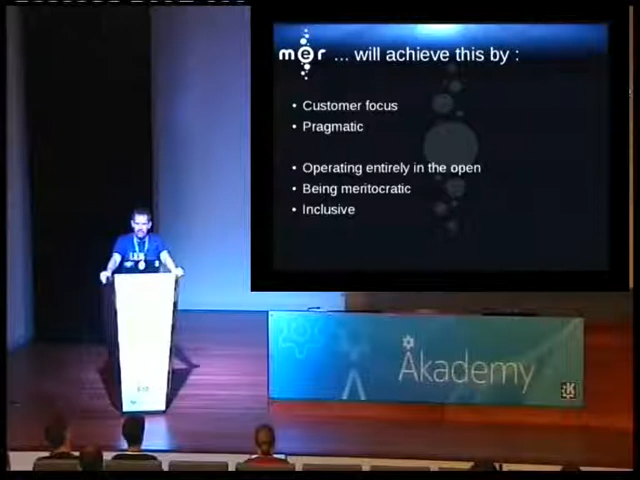 mer ... will achieve this by :
• Customer focus
• Pragmatic
• Operating entirely in the open
• Being meritocratic
• Inclusive
Akademy
K